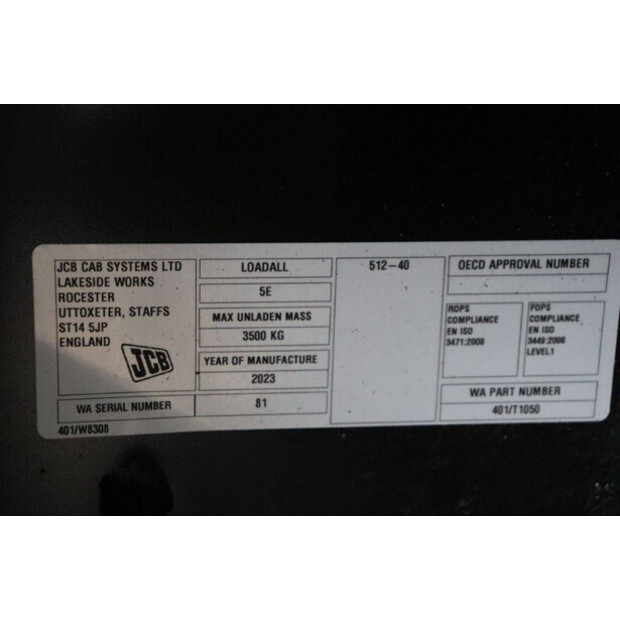 JCB CAB SYSTEMS LTD
LAKESIDE WORKS
ROCESTER
UTTOXETER, STAFFS
ST14 5JP
ENGLAND
JCB
WA SERIAL NUMBER
401/W8308
LOADALL
5E
MAX UNLADEN MASS
3500 KG
YEAR OF MANUFACTURE
2023
81
512-40
OECD APPROVAL NUMBER
ROPS
COMPLIANCE
EN ISO
3471:2008
FOPS
COMPLIANCE
EN ISO
3449:2008
LEVEL1
WA PART NUMBER
401/T1050